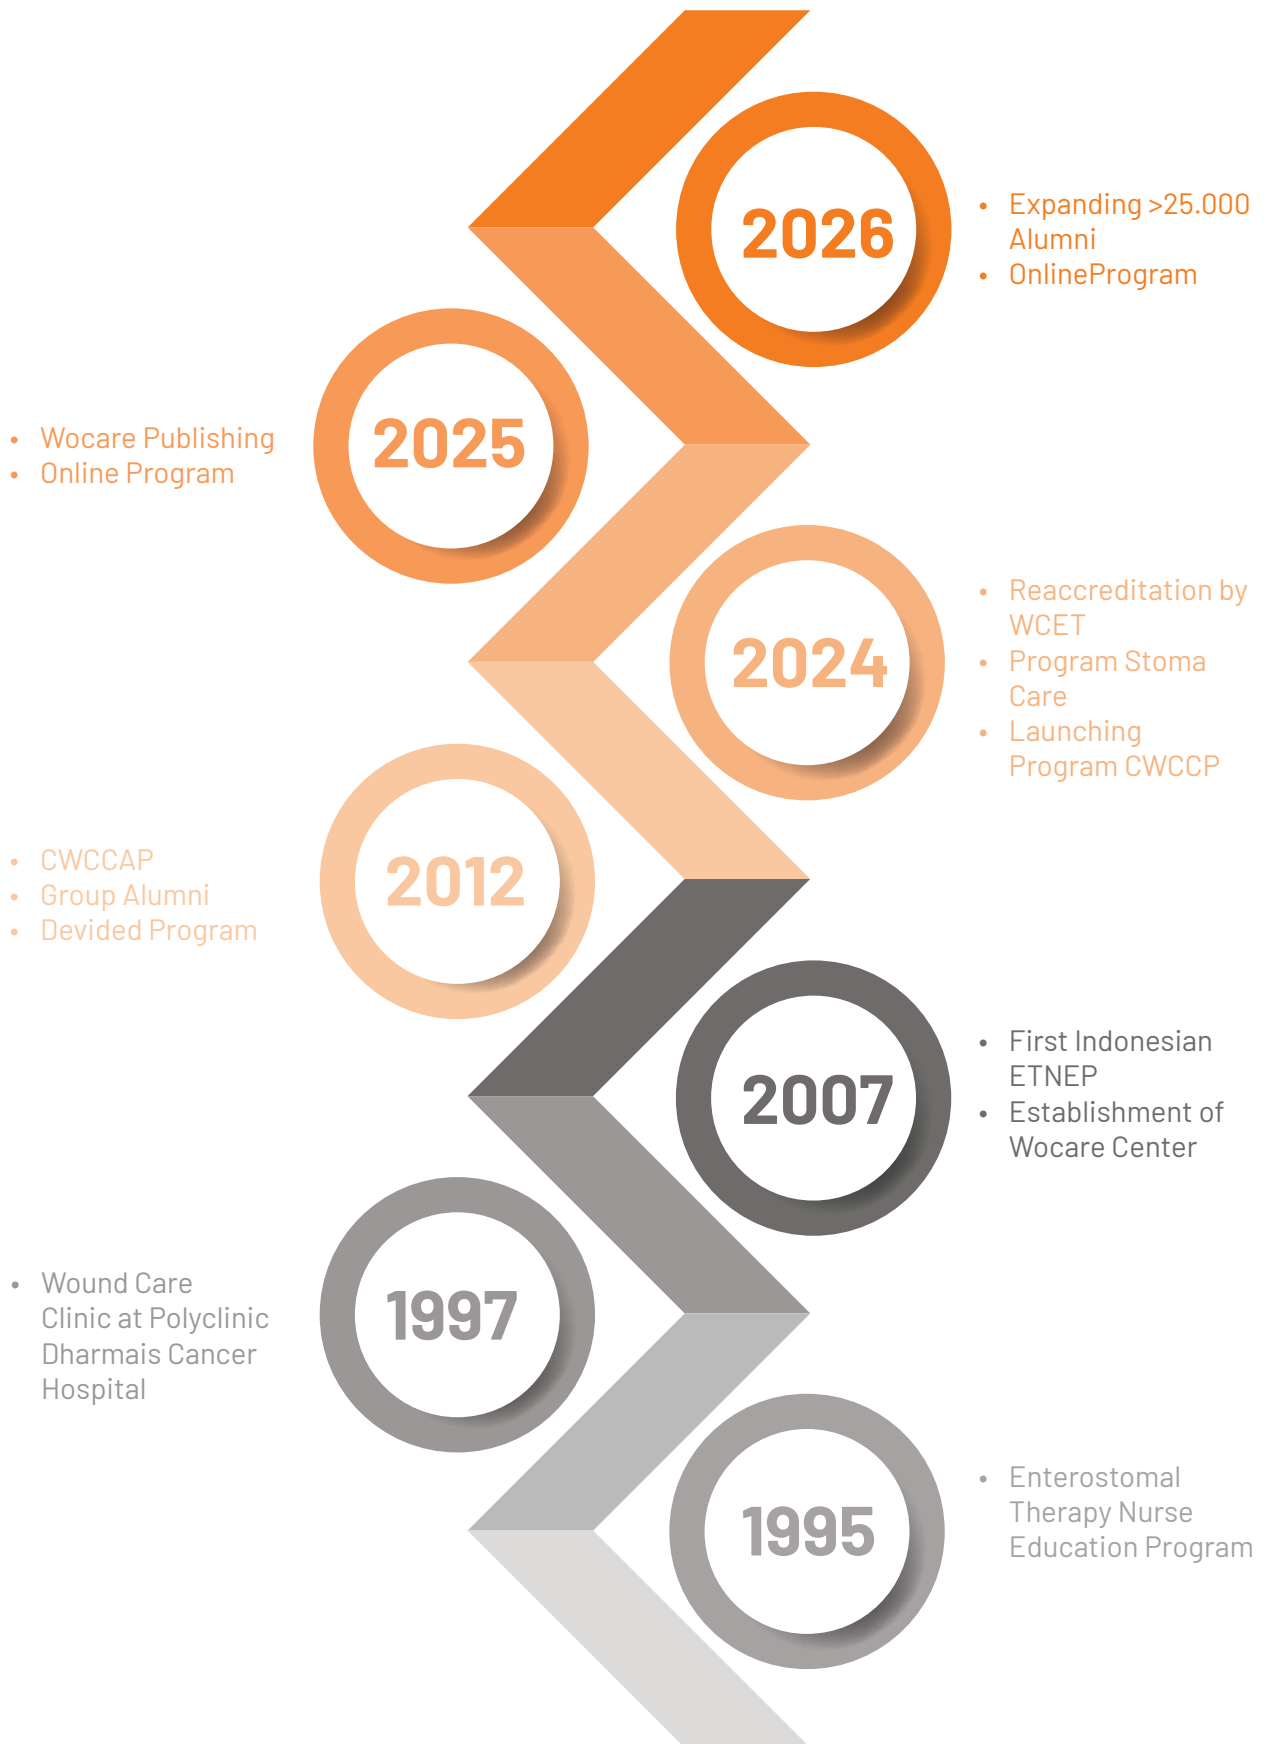 2026
• Expanding >25.000
Alumni
• OnlineProgram
2025
• Wocare Publishing
• Online Program
2024
• Reaccreditation by
WCET
• Program Stoma
Care
• Launching
Program CWCCP
2012
• CWCCAP
• Group Alumni
• Devided Program
2007
• First Indonesian
ETNEP
• Establishment of
Wocare Center
1997
• Wound Care
Clinic at Polyclinic
Dharmais Cancer
Hospital
1995
• Enterostomal
Therapy Nurse
Education Program